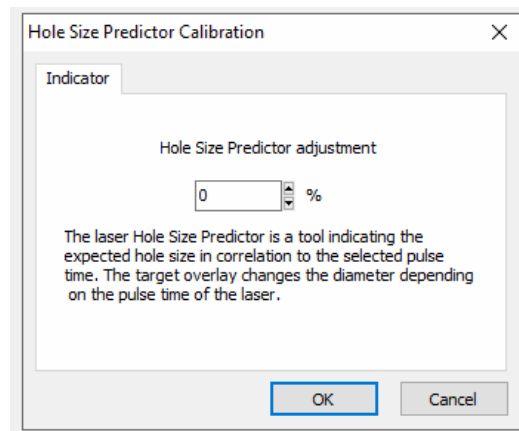 Hole Size Predictor Calibration
Indicator
Hole Size Predictor adjustment
0 %
The laser Hole Size Predictor is a tool indicating the
expected hole size in correlation to the selected pulse
time. The target overlay changes the diameter depending
on the pulse time of the laser.
OK Cancel